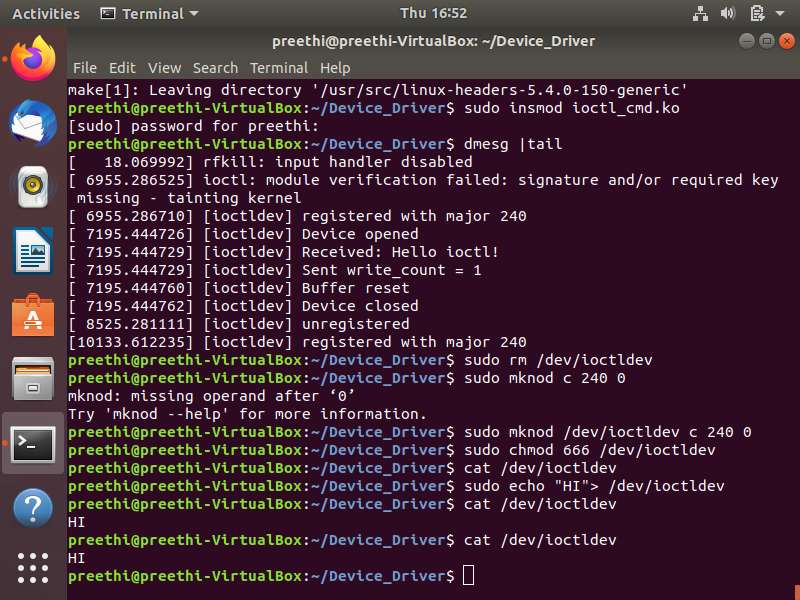 Activities Terminal Thu 16:52
preethi@preethi-VirtualBox: ~/Device_Driver
File Edit View Search Terminal Help
make[1]: Leaving directory '/usr/src/linux-headers-5.4.0-150-generic'
preethi@preethi-VirtualBox:~/Device_Driver$ sudo insmod ioctl_cmd.ko
[sudo] password for preethi:
preethi@preethi-VirtualBox:~/Device_Driver$ dmesg |tail
[   18.069992] rfkill: input handler disabled
[ 6955.286525] ioctl: module verification failed: signature and/or required key
 missing - tainting kernel
[ 6955.286710] [ioctldev] registered with major 240
[ 7195.444726] [ioctldev] Device opened
[ 7195.444729] [ioctldev] Received: Hello ioctl!
[ 7195.444729] [ioctldev] Sent write_count = 1
[ 7195.444760] [ioctldev] Buffer reset
[ 7195.444762] [ioctldev] Device closed
[ 8525.281111] [ioctldev] unregistered
[10133.612235] [ioctldev] registered with major 240
preethi@preethi-VirtualBox:~/Device_Driver$ sudo rm /dev/ioctldev
preethi@preethi-VirtualBox:~/Device_Driver$ sudo mknod c 240 0
mknod: missing operand after ‘0’
Try 'mknod --help' for more information.
preethi@preethi-VirtualBox:~/Device_Driver$ sudo mknod /dev/ioctldev c 240 0
preethi@preethi-VirtualBox:~/Device_Driver$ sudo chmod 666 /dev/ioctldev
preethi@preethi-VirtualBox:~/Device_Driver$ cat /dev/ioctldev
preethi@preethi-VirtualBox:~/Device_Driver$ sudo echo "HI"> /dev/ioctldev
preethi@preethi-VirtualBox:~/Device_Driver$ cat /dev/ioctldev
HI
preethi@preethi-VirtualBox:~/Device_Driver$ cat /dev/ioctldev
HI
preethi@preethi-VirtualBox:~/Device_Driver$